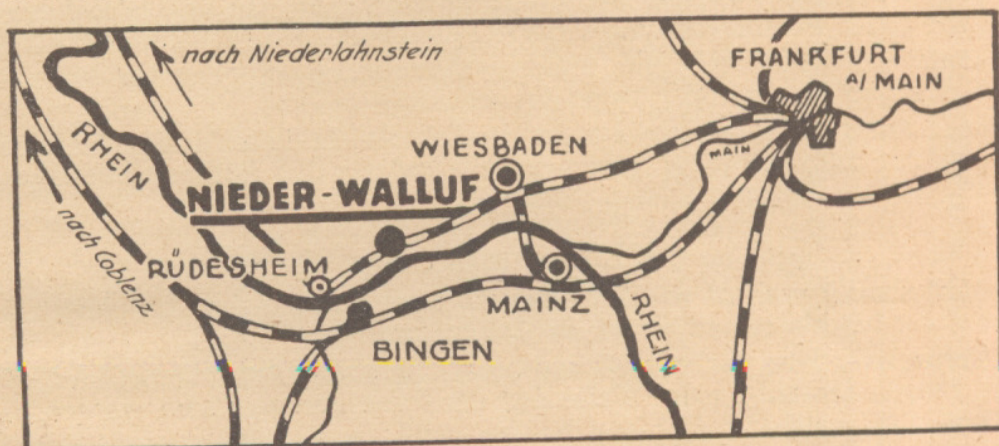 nach Niederlahnstein
FRANKFURT
A/ MAIN
RHEIN
WIESBADEN
MAIN
NIEDER-WALLUF
nach Coblenz
RÜDESHEIM
MAINZ
RHEIN
BINGEN